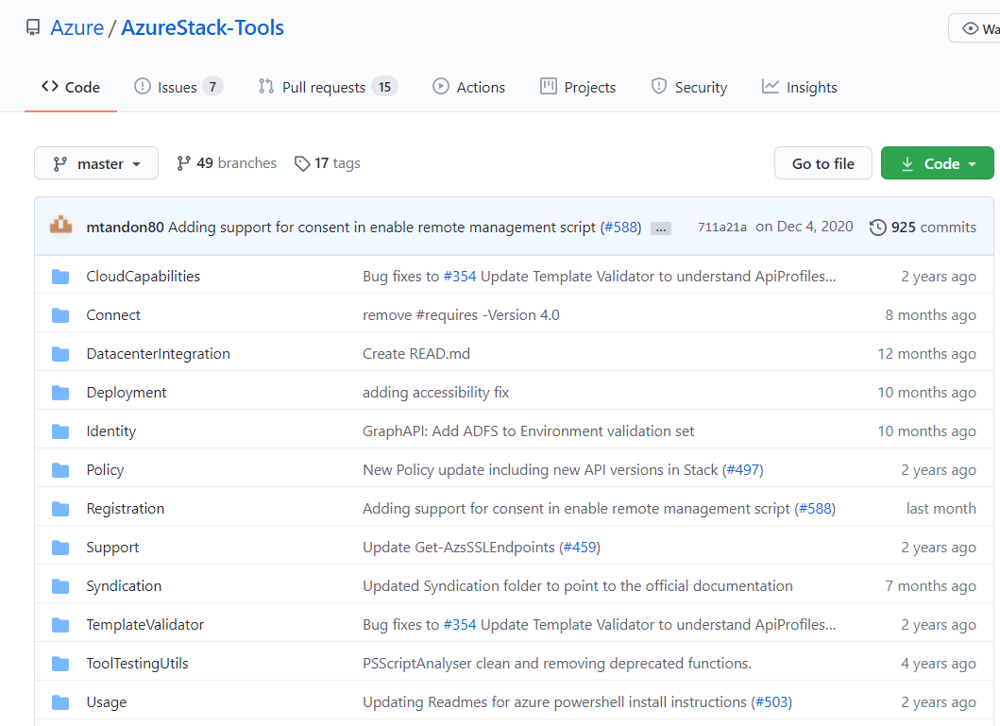 Azure / AzureStack-Tools
Code Issues 7 Pull requests 15 Actions Projects Security Insights
master 49 branches 17 tags Go to file Code
mtandon80 Adding support for consent in enable remote management script (#588) ... 711a21a on Dec 4, 2020 925 commits
CloudCapabilities Bug fixes to #354 Update Template Validator to understand ApiProfiles... 2 years ago
Connect remove #requires -Version 4.0 8 months ago
DatacenterIntegration Create READ.md 12 months ago
Deployment adding accessibility fix 10 months ago
Identity GraphAPI: Add ADFS to Environment validation set 10 months ago
Policy New Policy update including new API versions in Stack (#497) 2 years ago
Registration Adding support for consent in enable remote management script (#588) last month
Support Update Get-AzsSSLEndpoints (#459) 2 years ago
Syndication Updated Syndication folder to point to the official documentation 7 months ago
TemplateValidator Bug fixes to #354 Update Template Validator to understand ApiProfiles... 2 years ago
ToolTestingUtils PSScriptAnalyser clean and removing deprecated functions. 4 years ago
Usage Updating Readmes for azure powershell install instructions (#503) 2 years ago